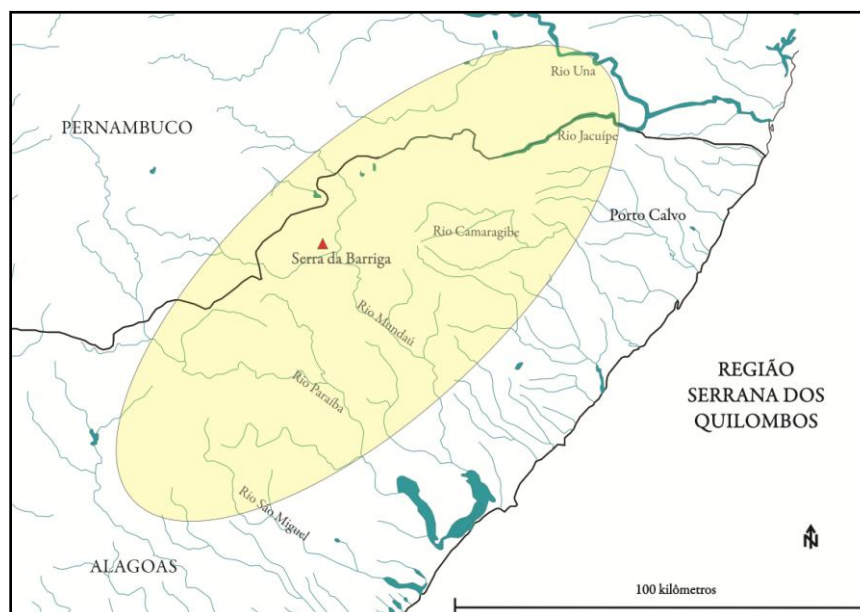 Rio Una
PERNAMBUCO
Rio Jacuípe
Porto Calvo
Rio Camaragibe
Serra da Barriga
Rio Mundaú
REGIÃO
SERRANA DOS
QUILOMBOS
Rio Paraíba
Rio São Miguel
N
ALAGOAS
100 kilômetros